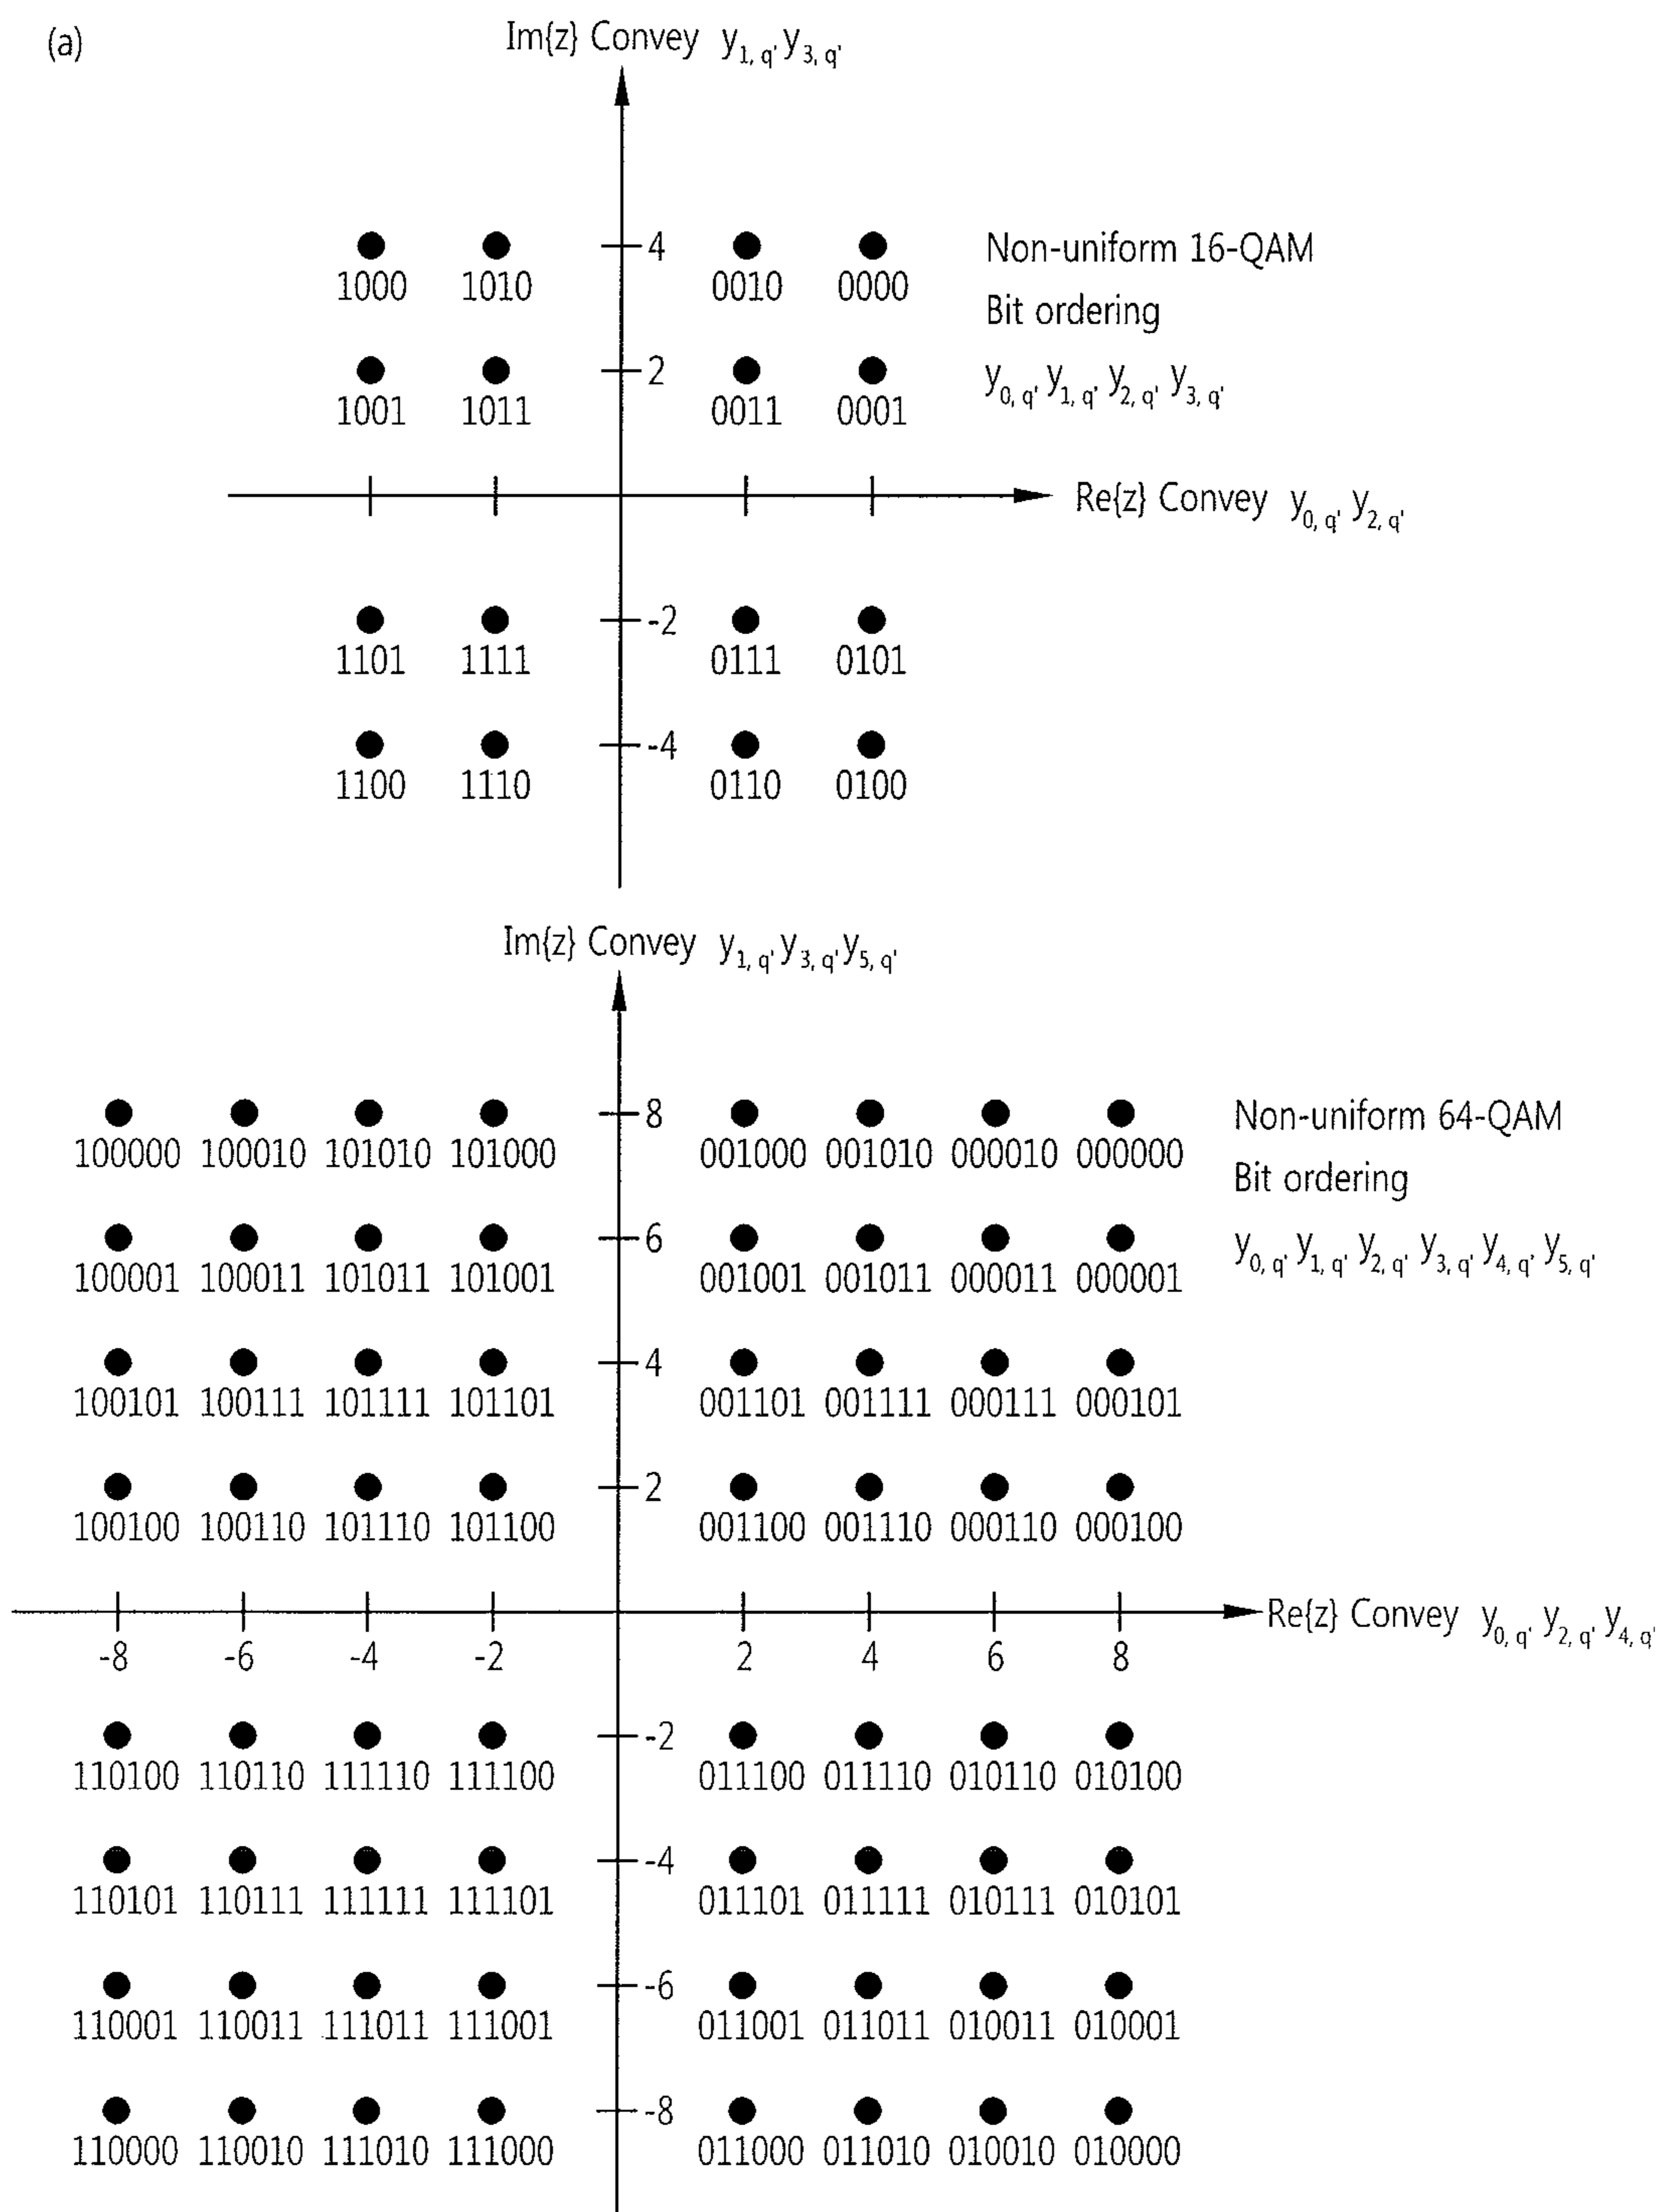 (a)
Im{z} Convey y1, q' y3, q'
4
Non-uniform 16-QAM
1000 1010 0010 0000
Bit ordering
2
y0, q' y1, q' y2, q' y3, q'
1001 1011 0011 0001
Re{z} Convey y0, q' y2, q'
-2
1101 1111 0111 0101
-4
1100 1110 0110 0100
Im{z} Convey y1, q' y3, q' y5, q'
8
Non-uniform 64-QAM
100000 100010 101010 101000 001000 001010 000010 000000
Bit ordering
6
y0, q' y1, q' y2, q' y3, q' y4, q' y5, q'
100001 100011 101011 101001 001001 001011 000011 000001
4
100101 100111 101111 101101 001101 001111 000111 000101
2
100100 100110 101110 101100 001100 001110 000110 000100
Re{z} Convey y0, q' y2, q' y4, q'
-8 -6 -4 -2 2 4 6 8
-2
110100 110110 111110 111100 011100 011110 010110 010100
-4
110101 110111 111111 111101 011101 011111 010111 010101
-6
110001 110011 111011 111001 011001 011011 010011 010001
-8
110000 110010 111010 111000 011000 011010 010010 010000